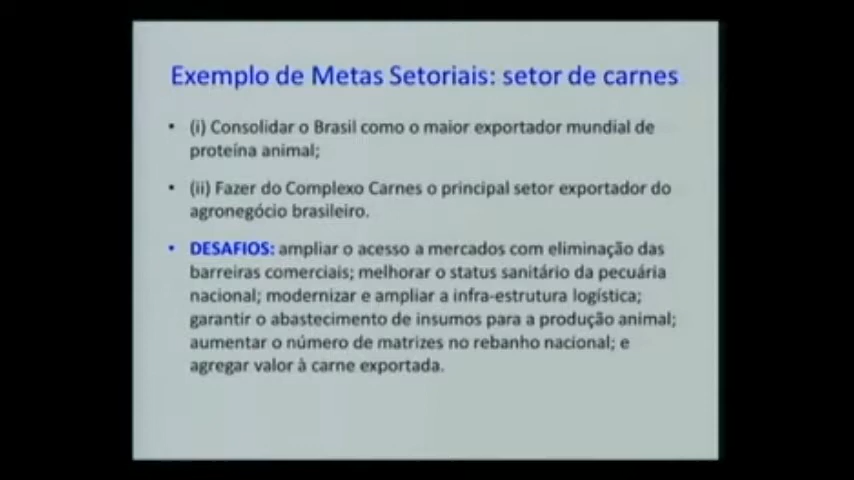 Exemplo de Metas Setoriais: setor de carnes
• (i) Consolidar o Brasil como o maior exportador mundial de
proteína animal;
• (ii) Fazer do Complexo Carnes o principal setor exportador do
agronegócio brasileiro.
• DESAFIOS: ampliar o acesso a mercados com eliminação das
barreiras comerciais; melhorar o status sanitário da pecuária
nacional; modernizar e ampliar a infra-estrutura logística;
garantir o abastecimento de insumos para a produção animal;
aumentar o número de matrizes no rebanho nacional; e
agregar valor à carne exportada.